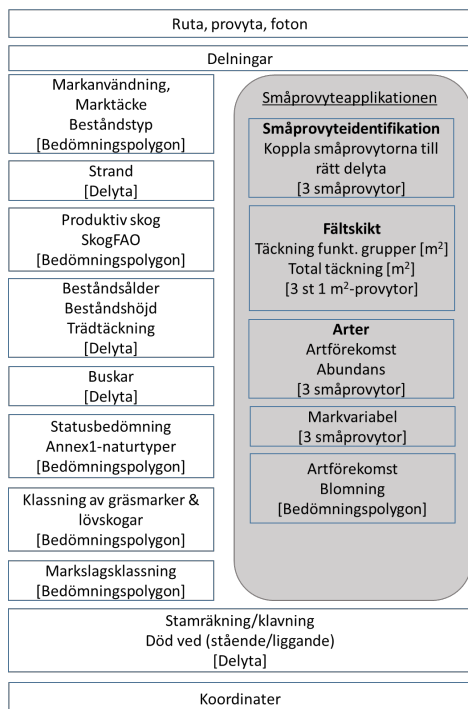 Ruta, provyta, foton
Delningar
Markanvändning,
Marktäcke
Beståndstyp
[Bedömningspolygon]
Strand
[Delyta]
Produktiv skog
SkogFAO
[Bedömningspolygon]
Beståndsålder
Beståndshöjd
Trädtäckning
[Delyta]
Buskar
[Delyta]
Statusbedömning
Annex1-naturtyper
[Bedömningspolygon]
Klassning av gräsmarker &
lövskogar
[Bedömningspolygon]
Markslagsklassning
[Bedömningspolygon]
Småprovyteapplikationen
Småprovyteidentifikation
Koppla småprovytorna till
rätt delyta
[3 småprovytor]
Fältskikt
Täckning funkt. grupper [m²]
Total täckning [m²]
[3 st 1 m²-provytor]
Arter
Artförekomst
Abundans
[3 småprovytor]
Markvariabel
[3 småprovytor]
Artförekomst
Blomning
[Bedömningspolygon]
Stamräkning/klavning
Död ved (stående/liggande)
[Delyta]
Koordinater